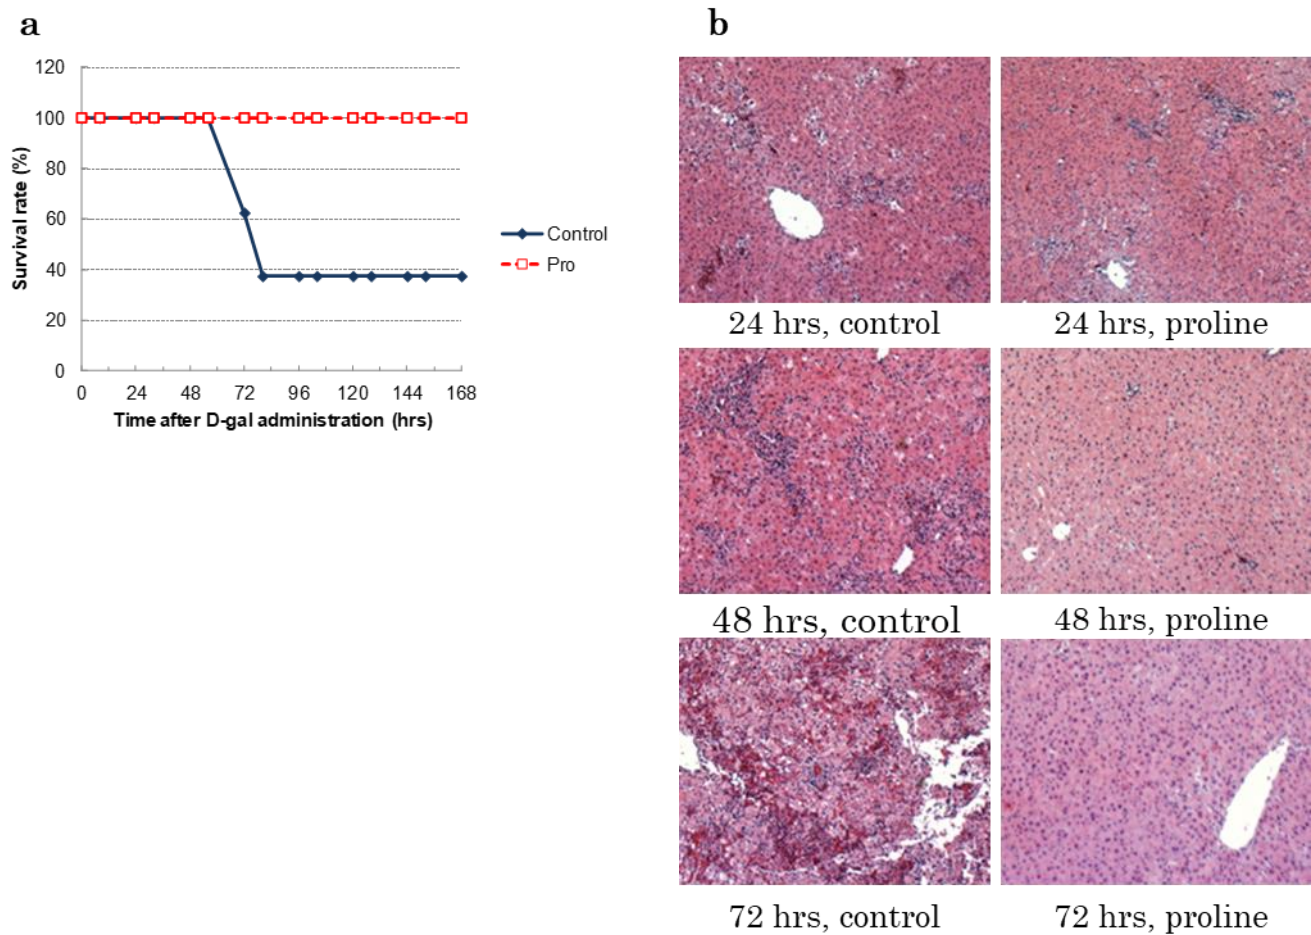 a
120
100
80
60
40
20
0
0 24 48 72 96 120 144 168
Survival rate (%)
Time after D-gal administration (hrs)
Control
Pro
b
24 hrs, control
24 hrs, proline
48 hrs, control
48 hrs, proline
72 hrs, control
72 hrs, proline